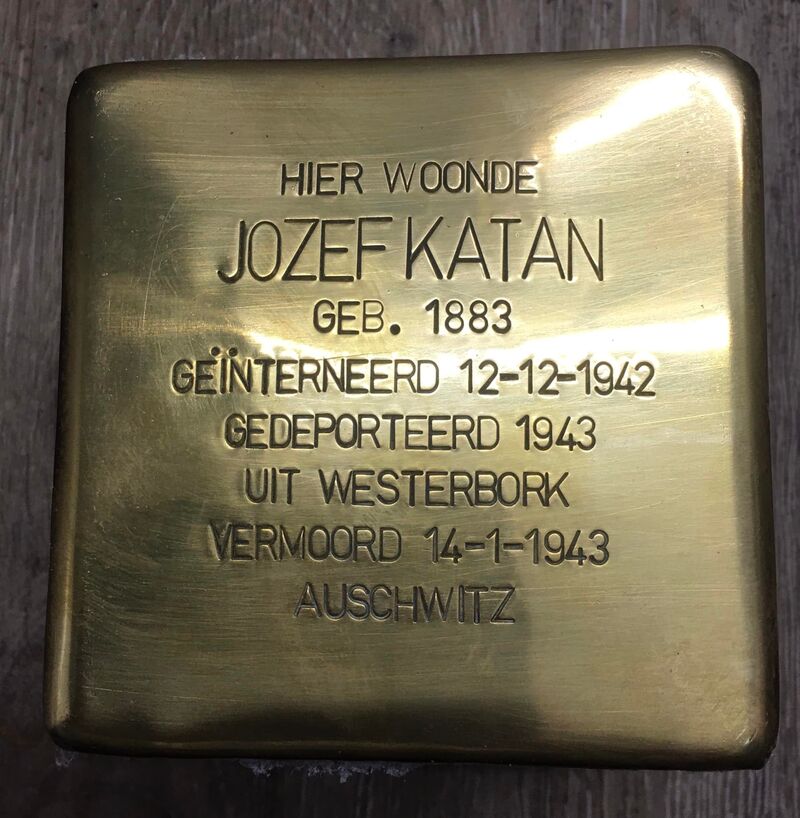 HIER WOONDE
JOZEF KATAN
GEB. 1883
GEÏNTERNEERD 12-12-1942
GEDEPORTEERD 1943
UIT WESTERBORK
VERMOORD 14-1-1943
AUSCHWITZ